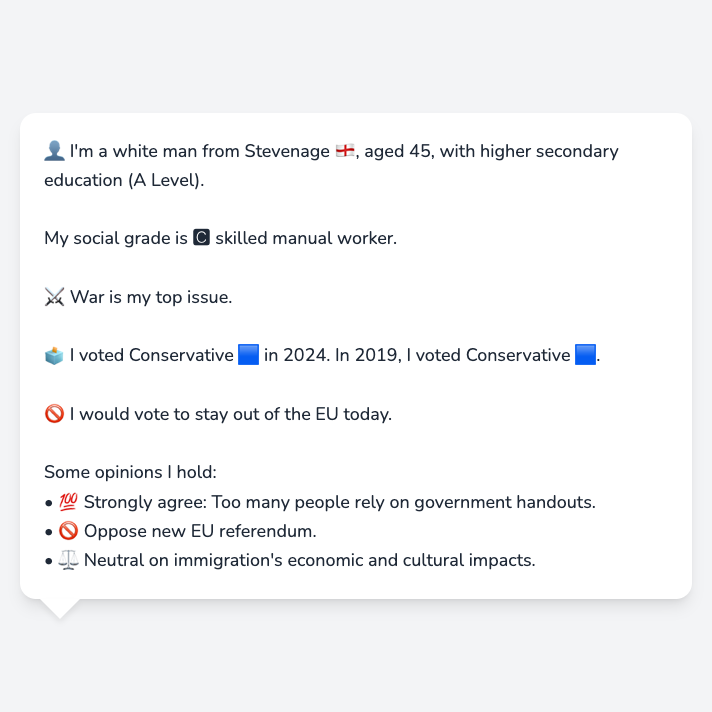 👤 I'm a white man from Stevenage 🏴󠁧󠁢󠁥󠁮󠁧󠁿, aged 45, with higher secondary
education (A Level).
My social grade is 🅲 skilled manual worker.
⚔️ War is my top issue.
🗳️ I voted Conservative 🟦 in 2024. In 2019, I voted Conservative 🟦.
🚫 I would vote to stay out of the EU today.
Some opinions I hold:
• 💯 Strongly agree: Too many people rely on government handouts.
• 🚫 Oppose new EU referendum.
• ⚖️ Neutral on immigration's economic and cultural impacts.